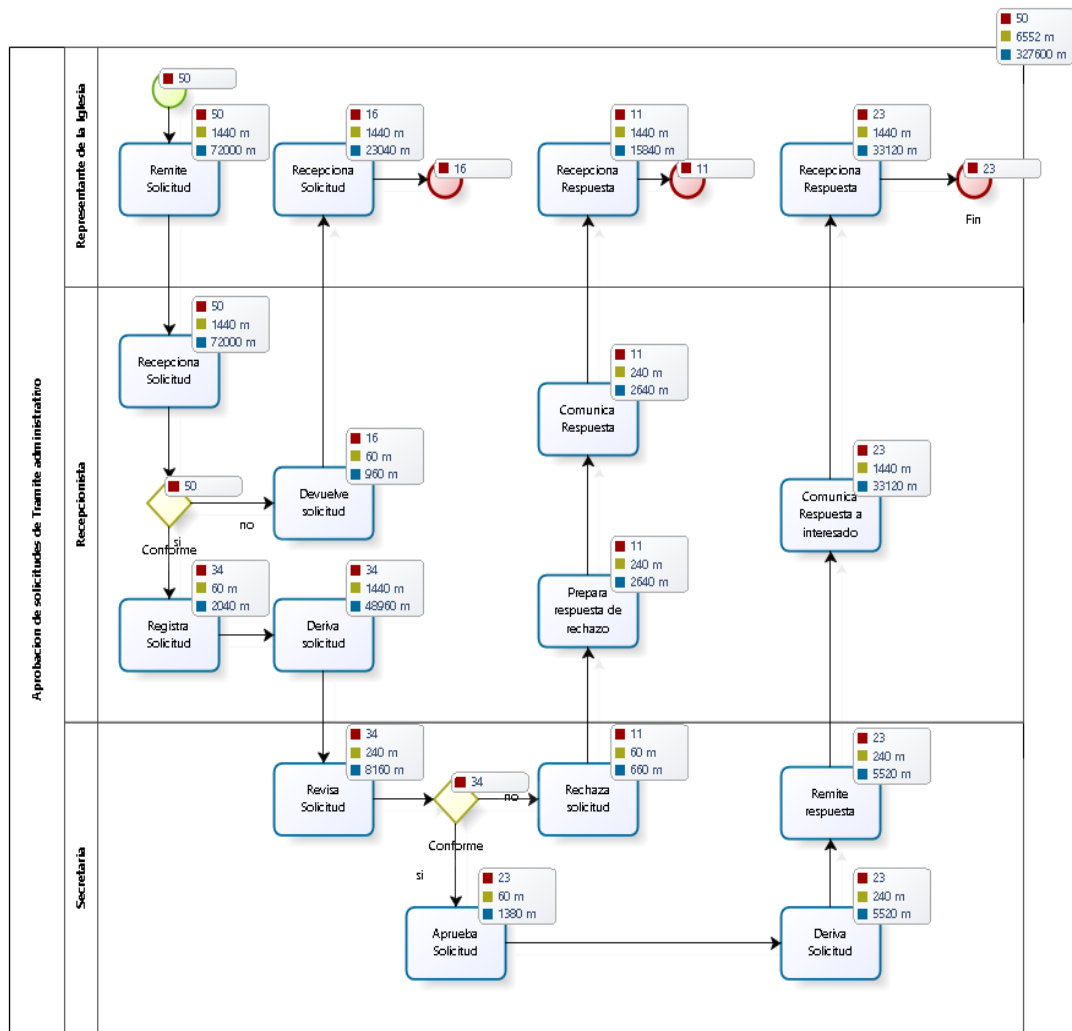 50
6552 m
327600 m
Aprobacion de solicitudes de Tramite administrativo
Representante de la Iglesia
50
50
1440 m
72000 m
Remite
Solicitud
16
1440 m
23040 m
Recepciona
Solicitud
16
11
1440 m
15840 m
Recepciona
Respuesta
11
23
1440 m
33120 m
Recepciona
Respuesta
23
Fin
Recepcionista
50
1440 m
72000 m
Recepciona
Solicitud
50
Conforme
no
si
16
60 m
960 m
Devuelve
solicitud
34
60 m
2040 m
Registra
Solicitud
34
1440 m
48960 m
Deriva
solicitud
11
240 m
2640 m
Comunica
Respuesta
11
240 m
2640 m
Prepara
respuesta de
rechazo
23
1440 m
33120 m
Comunica
Respuesta a
interesado
Secretaria
34
240 m
8160 m
Revisa
Solicitud
34
Conforme
no
si
11
60 m
660 m
Rechaza
solicitud
23
240 m
5520 m
Remite
respuesta
23
60 m
1380 m
Aprueba
Solicitud
23
240 m
5520 m
Deriva
Solicitud